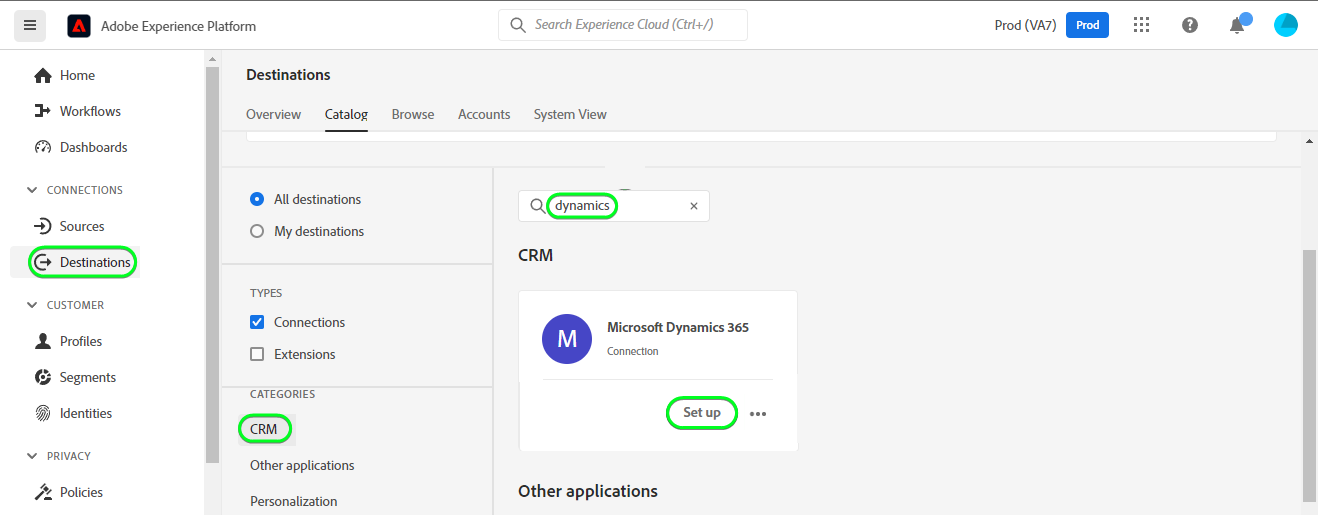 Adobe Experience Platform
Search Experience Cloud (Ctrl+/)
Prod (VA7)
Prod
Home
Workflows
Dashboards
CONNECTIONS
Sources
Destinations
CUSTOMER
Profiles
Segments
Identities
PRIVACY
Policies
Destinations
Overview Catalog Browse Accounts System View
All destinations
My destinations
TYPES
Connections
Extensions
CATEGORIES
CRM
Other applications
Personalization
dynamics
CRM
M
Microsoft Dynamics 365
Connection
Set up
Other applications